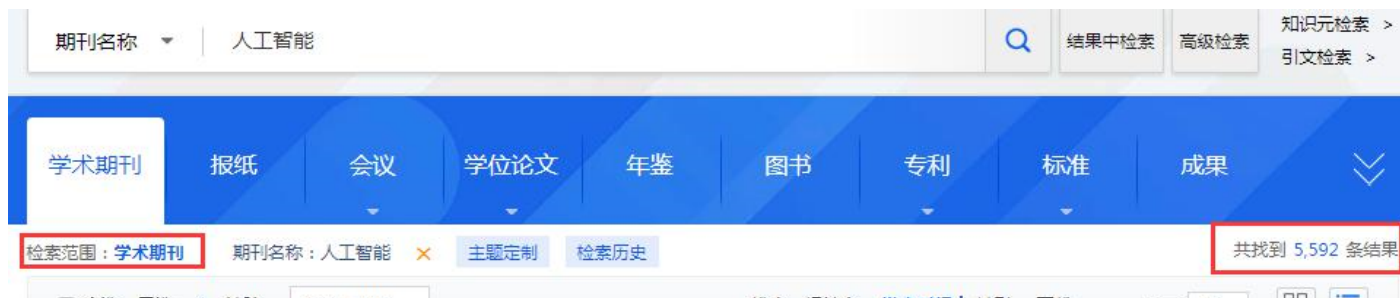 期刊名称 人工智能 结果中检索 高级检索 知识元检索 >
引文检索 >
学术期刊 报纸 会议 学位论文 年鉴 图书 专利 标准 成果
检索范围：学术期刊 期刊名称：人工智能 × 主题定制 检索历史 共找到 5,592 条结果